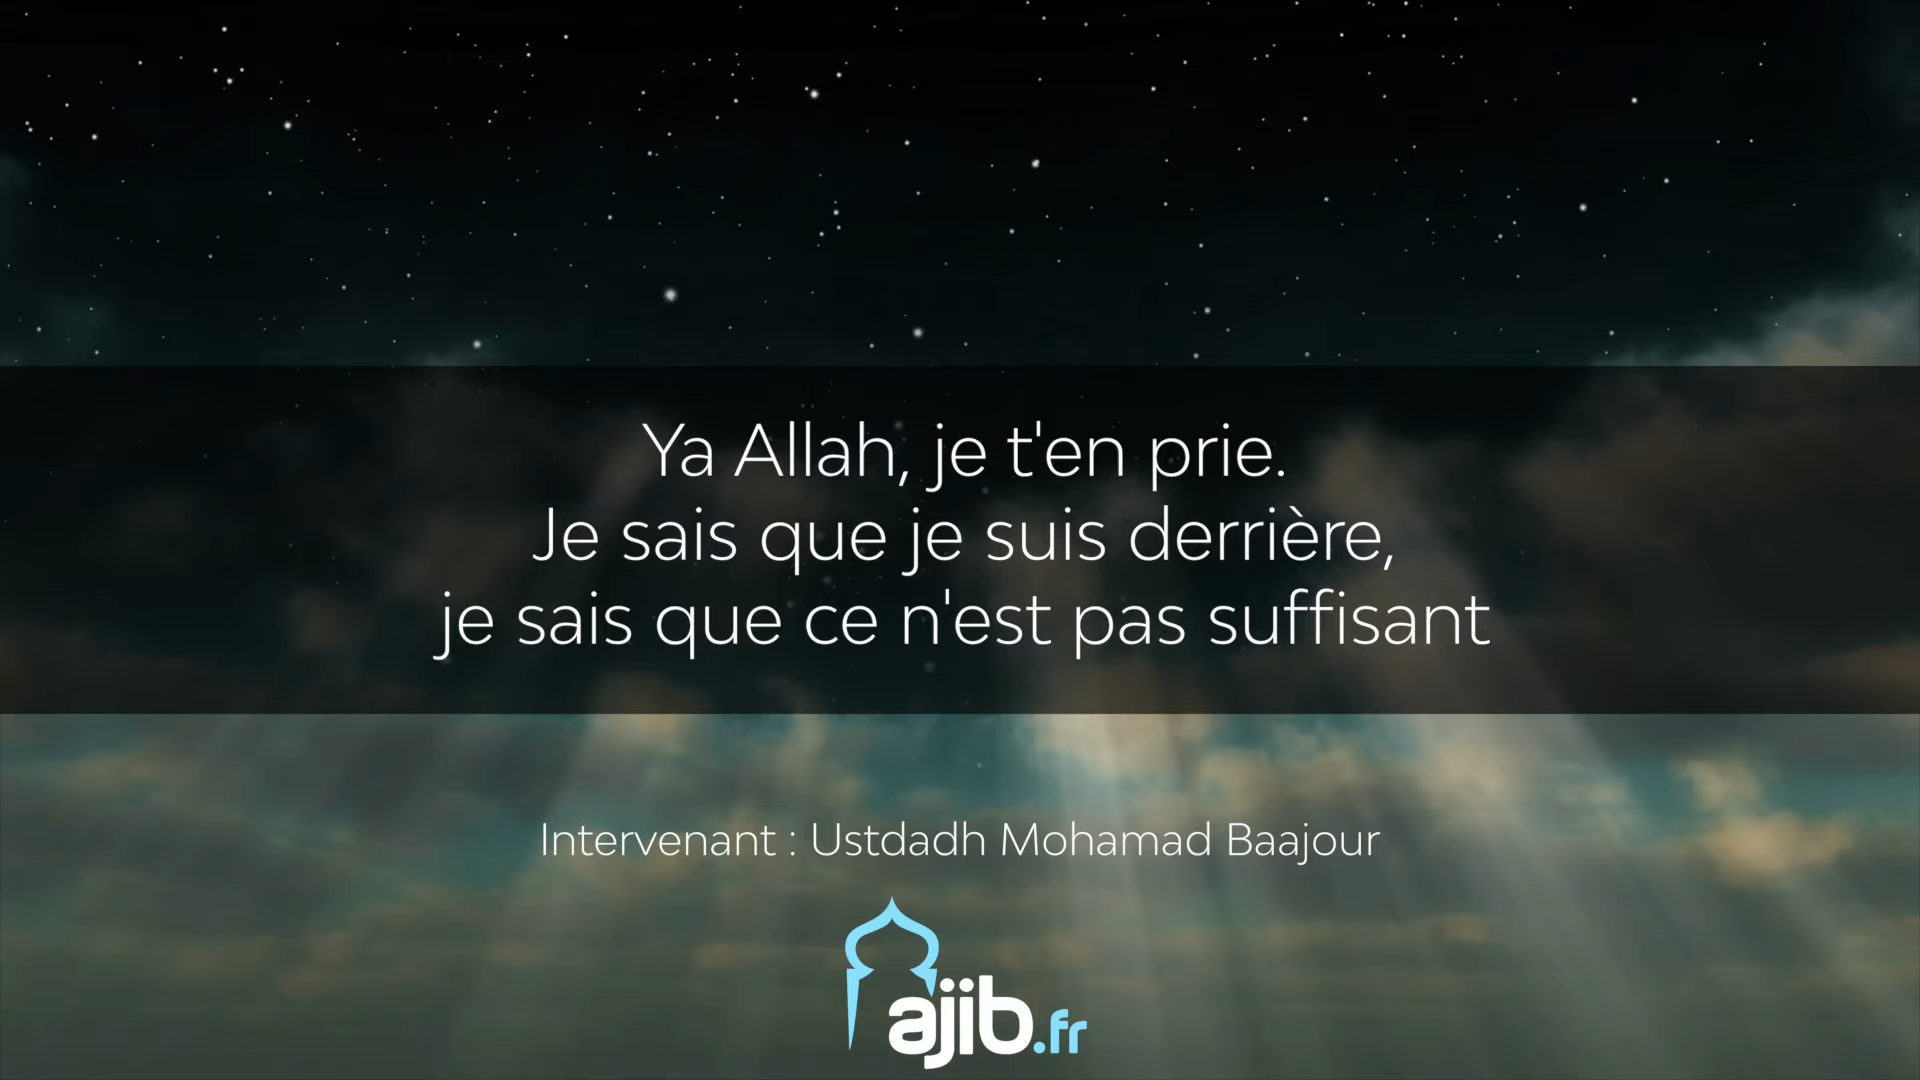 Ya Allah, je t'en prie.
Je sais que je suis derrière,
je sais que ce n'est pas suffisant
Intervenant : Ustdadh Mohamad Baajour
ajib.fr